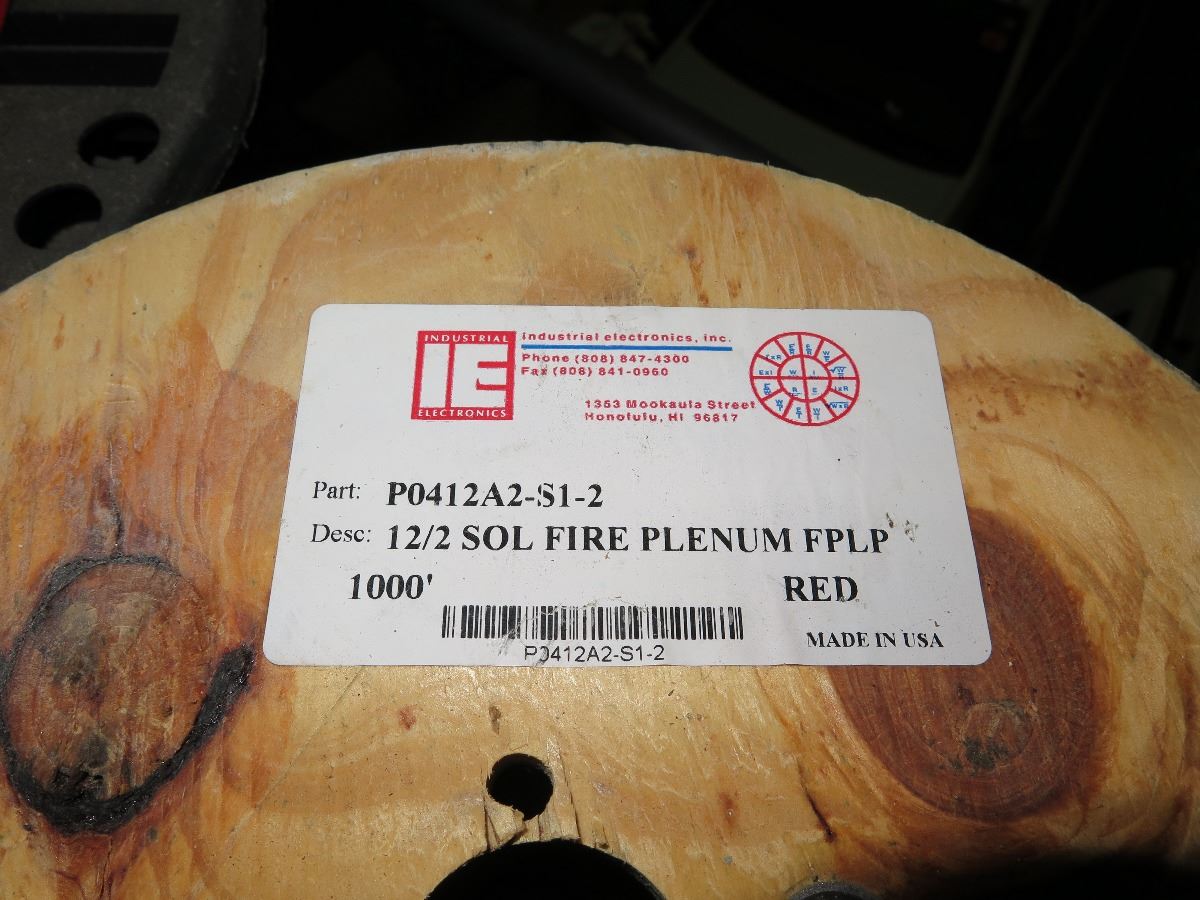 INDUSTRIAL
IE
ELECTRONICS
industrial electronics, inc.
Phone (808) 847-4300
Fax (808) 841-0960
1353 Mookaula Street
Honolulu, HI 96817
Part: P0412A2-S1-2
Desc: 12/2 SOL FIRE PLENUM FPLP
1000' RED
P0412A2-S1-2
MADE IN USA